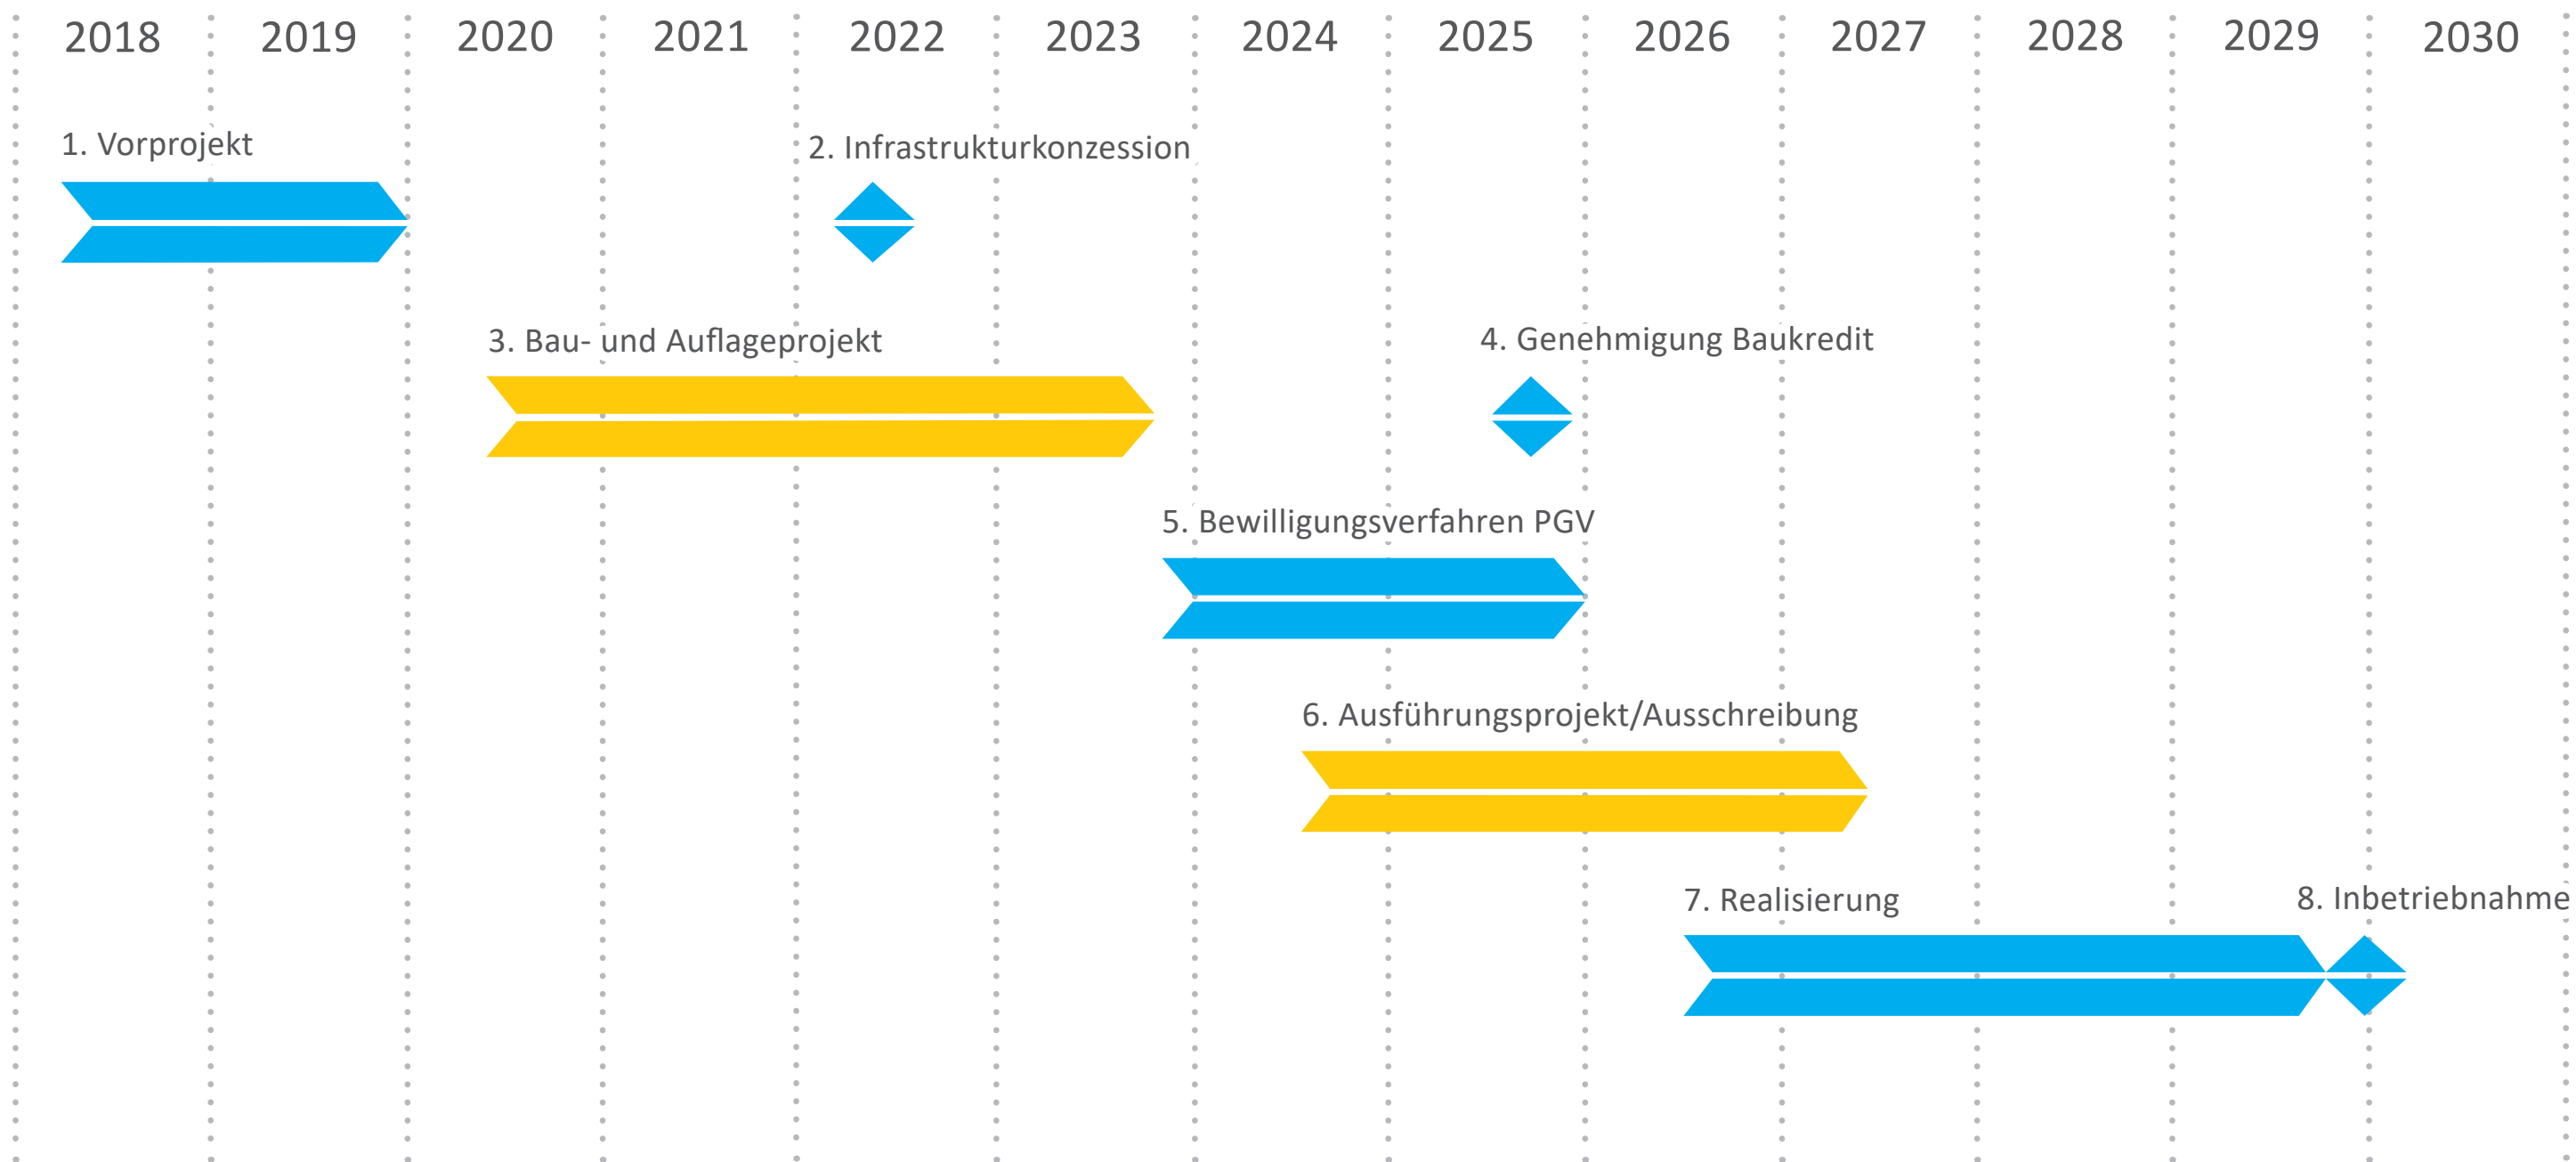 2018 2019 2020 2021 2022 2023 2024 2025 2026 2027 2028 2029 2030
1. Vorprojekt
2. Infrastrukturkonzession
3. Bau- und Auflageprojekt
4. Genehmigung Baukredit
5. Bewilligungsverfahren PGV
6. Ausführungsprojekt/Ausschreibung
7. Realisierung
8. Inbetriebnahme